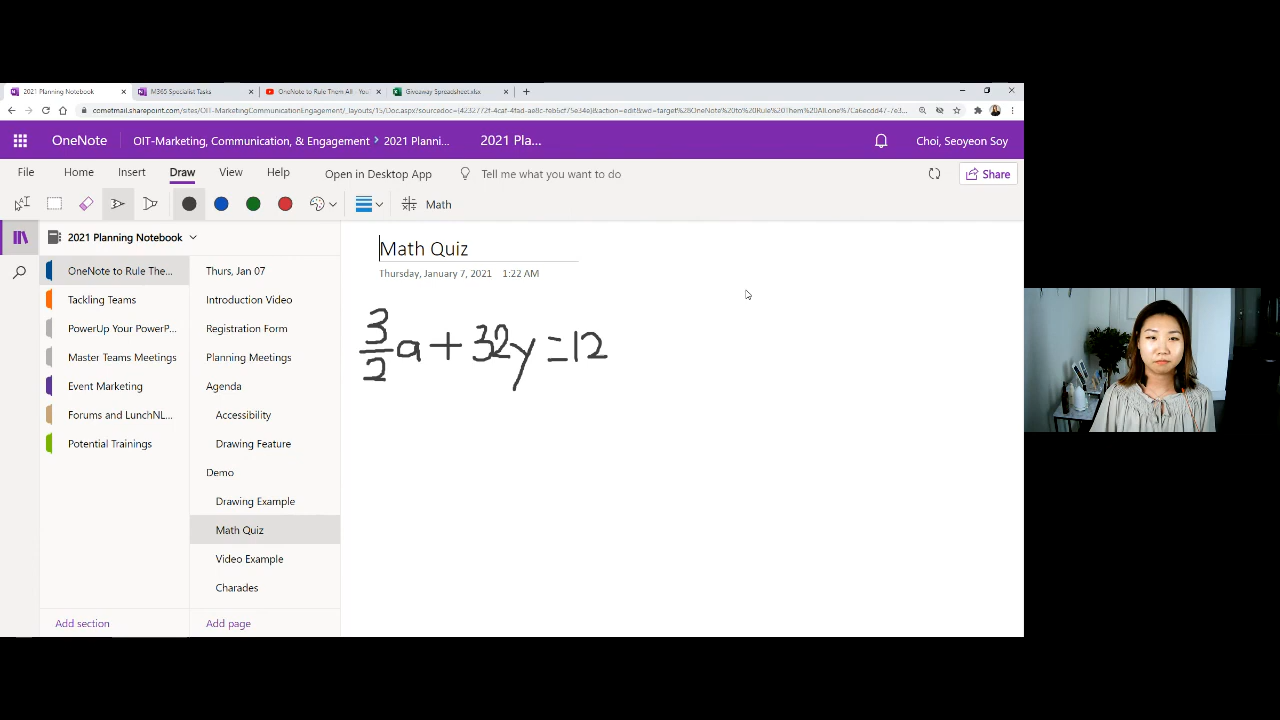 2021 Planning Notebook
M365 Specialist Tasks
OneNote to Rule Them All - You
Giveaway Spreadsheet.xlsx
OneNote
OIT-Marketing, Communication, & Engagement > 2021 Planni...
2021 Pla...
Choi, Seoyeon Soy
File Home Insert Draw View Help Open in Desktop App Tell me what you want to do Share
Math
2021 Planning Notebook
OneNote to Rule The...
Tackling Teams
PowerUp Your PowerP...
Master Teams Meetings
Event Marketing
Forums and LunchNL...
Potential Trainings
Add section
Thurs, Jan 07
Introduction Video
Registration Form
Planning Meetings
Agenda
Accessibility
Drawing Feature
Demo
Drawing Example
Math Quiz
Video Example
Charades
Add page
Math Quiz
Thursday, January 7, 2021 1:22 AM
3/2 a + 32y = 12